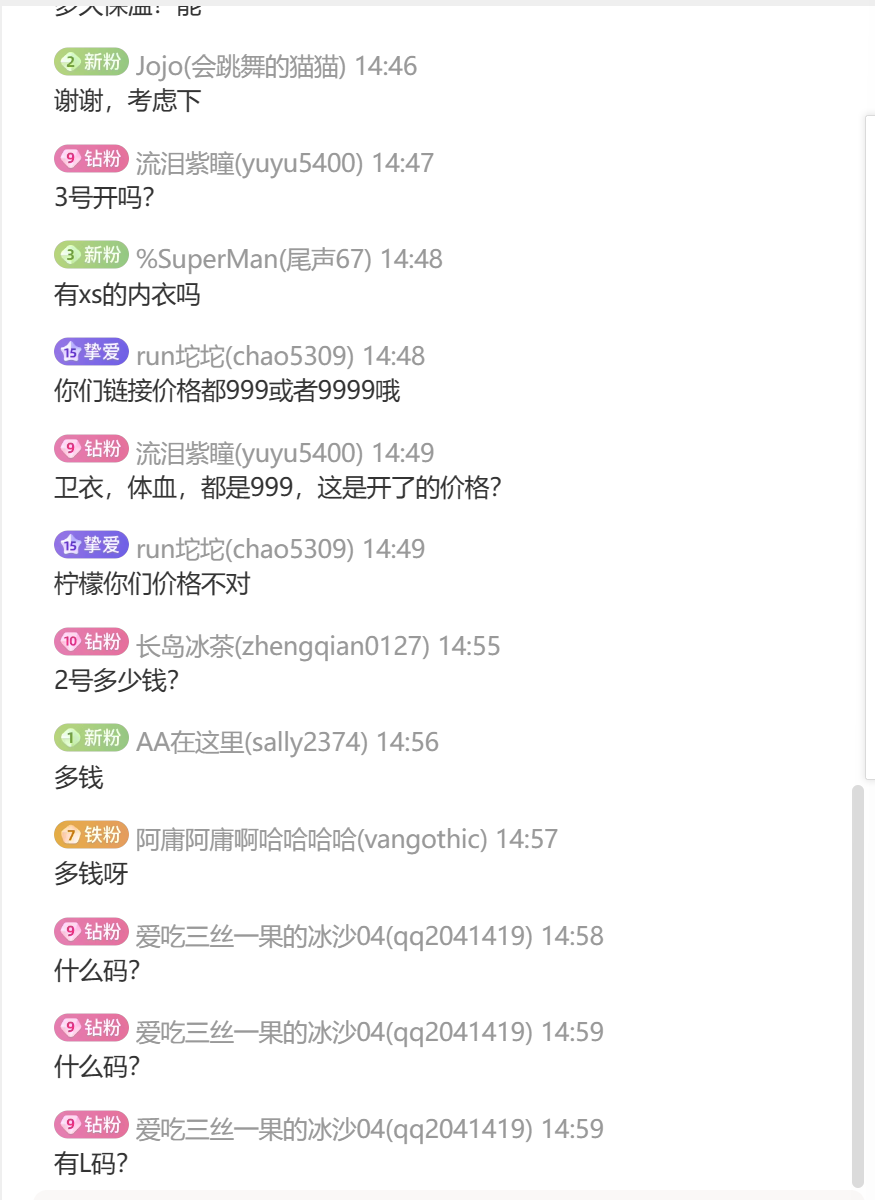 2 新粉 Jojo(会跳舞的猫猫) 14:46
谢谢，考虑下
9 钻粉 流泪紫瞳(yuyu5400) 14:47
3号开吗？
3 新粉 %SuperMan(尾声67) 14:48
有xs的内衣吗
15 挚爱 run坨坨(chao5309) 14:48
你们链接价格都999或者9999哦
9 钻粉 流泪紫瞳(yuyu5400) 14:49
卫衣，体血，都是999，这是开了的价格？
15 挚爱 run坨坨(chao5309) 14:49
柠檬你们价格不对
10 钻粉 长岛冰茶(zhengqian0127) 14:55
2号多少钱？
1 新粉 AA在这里(sally2374) 14:56
多钱
7 铁粉 阿庸阿庸啊哈哈哈哈(vangothic) 14:57
多钱呀
9 钻粉 爱吃三丝一果的冰沙04(qq2041419) 14:58
什么码？
9 钻粉 爱吃三丝一果的冰沙04(qq2041419) 14:59
什么码？
9 钻粉 爱吃三丝一果的冰沙04(qq2041419) 14:59
有L码？